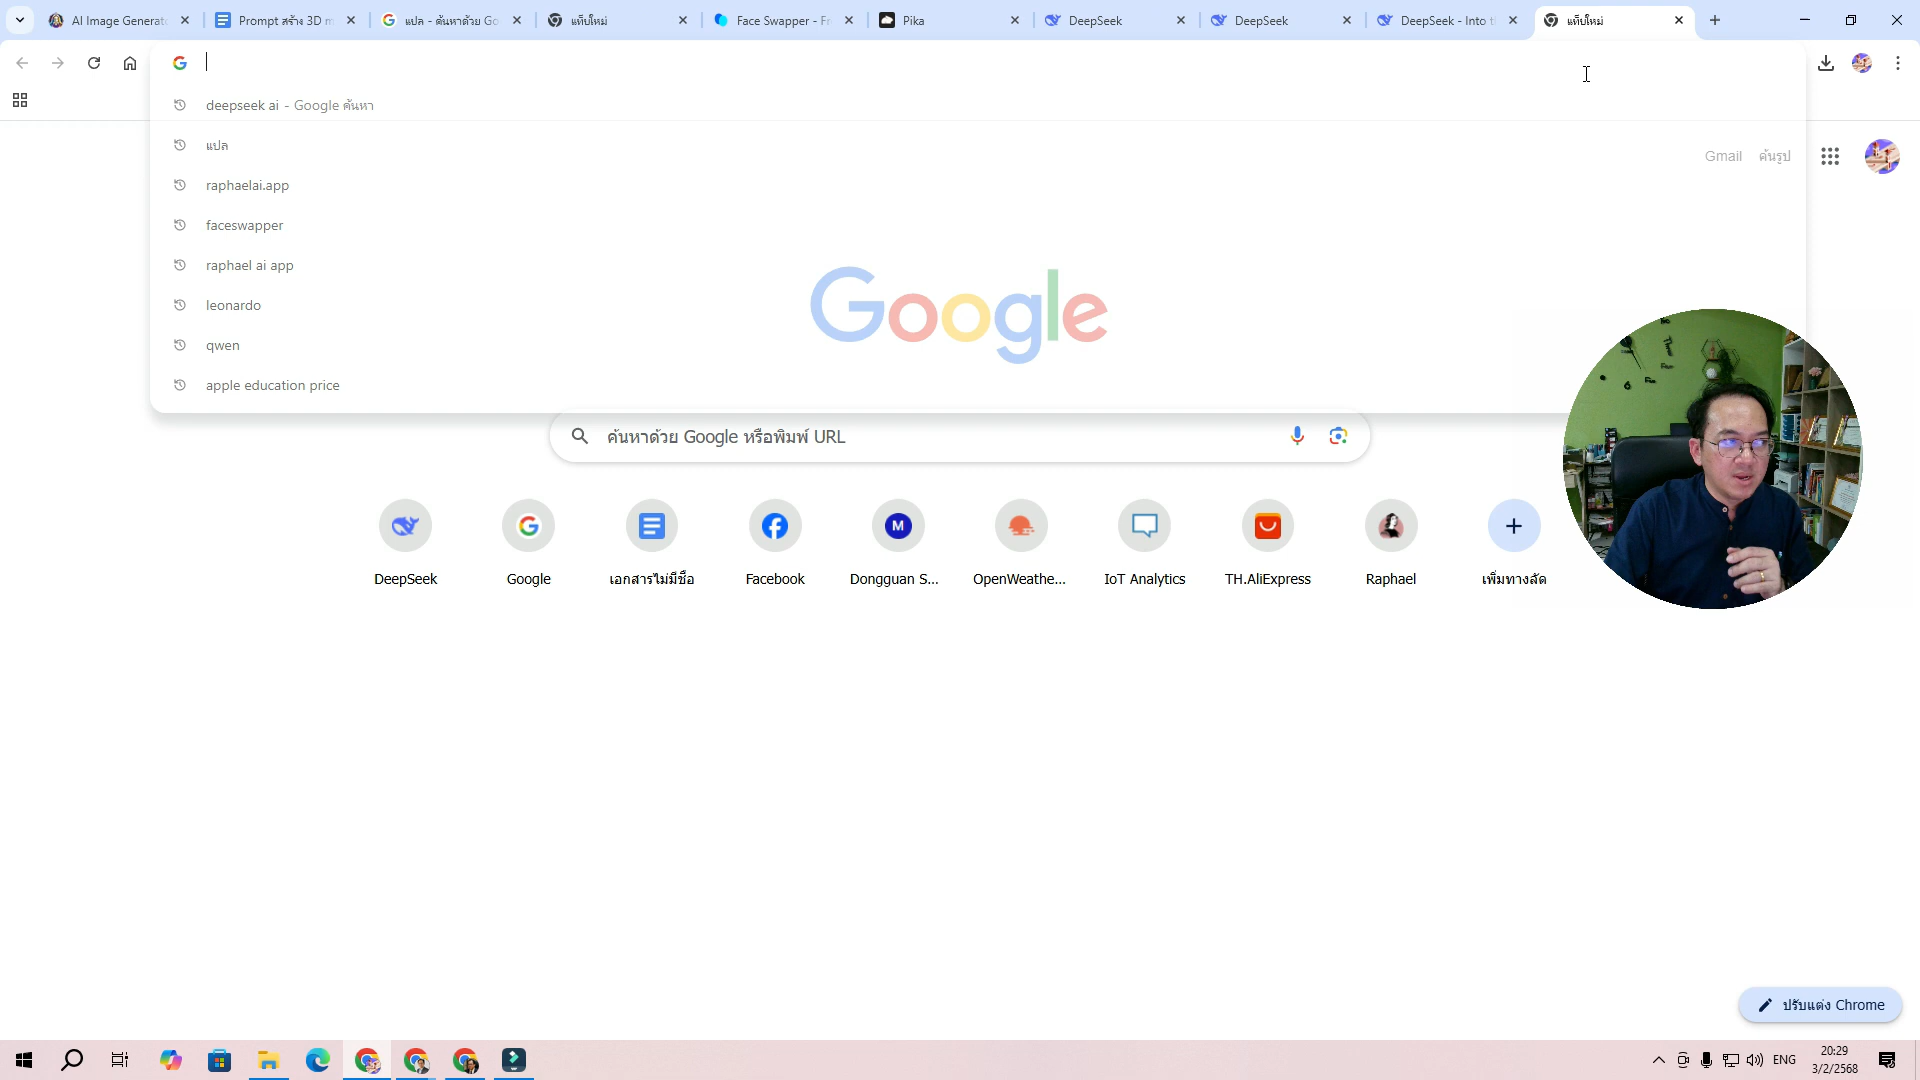 AI Image Generat
Prompt สร้าง 3D m
แปล - ค้นหาด้วย Go
แท็บใหม่
Face Swapper - Fr
Pika
DeepSeek
DeepSeek
DeepSeek - Into t
แท็บใหม่
deepseek ai - Google ค้นหา
แปล
Gmail ค้นรูป
raphaelai.app
faceswapper
raphael ai app
leonardo
qwen
apple education price
Google
ค้นหาด้วย Google หรือพิมพ์ URL
DeepSeek
Google
เอกสารไม่มีชื่อ
Facebook
Dongguan S...
OpenWeathe...
IoT Analytics
TH.AliExpress
Raphael
เพิ่มทางลัด
ปรับแต่ง Chrome
ENG
20:29
3/2/2568